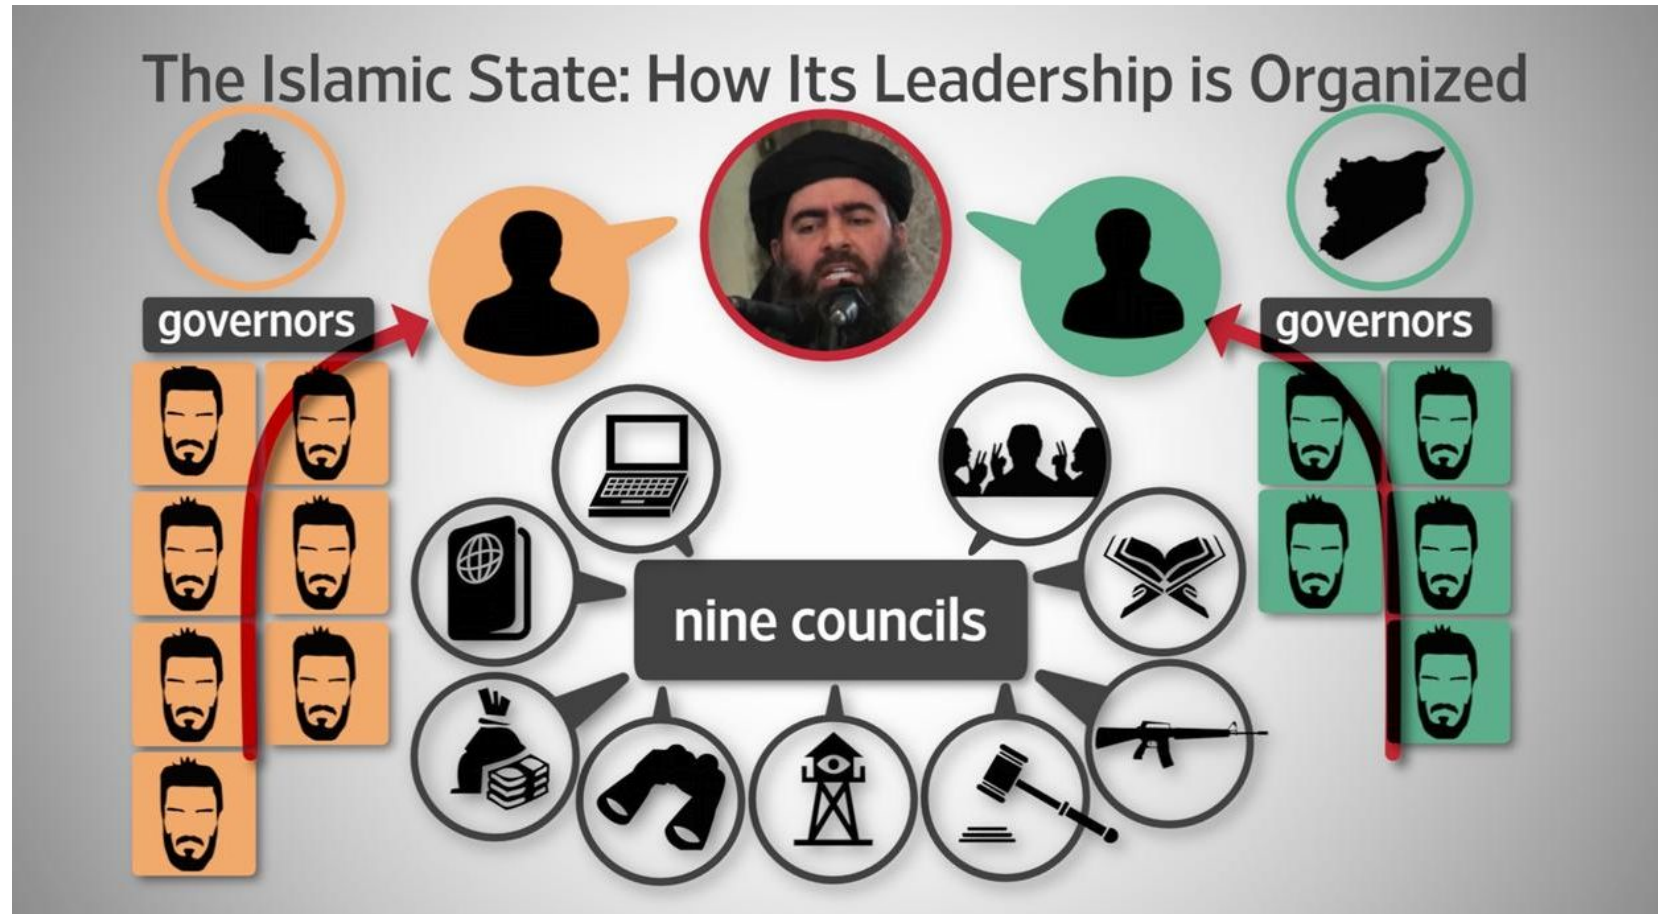 The Islamic State: How Its Leadership is Organized
governors
governors
nine councils